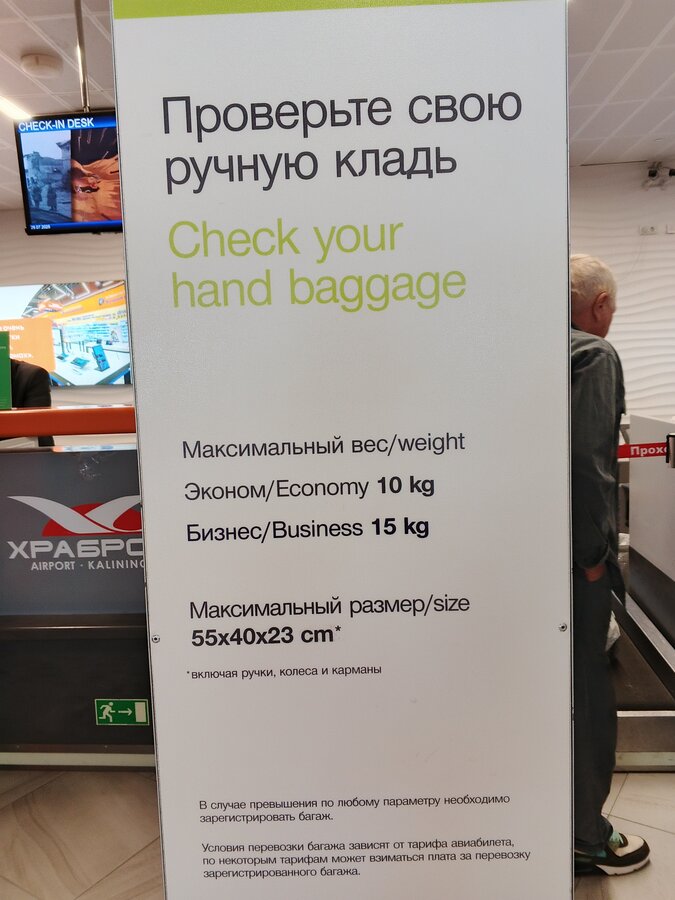 Проверьте свою
ручную кладь
Check your
hand baggage
Максимальный вес/weight
Эконом/Economy 10 kg
Бизнес/Business 15 kg
Максимальный размер/size
55x40x23 cm*
*включая ручки, колеса и карманы
В случае превышения по любому параметру необходимо
зарегистрировать багаж.
Условия перевозки багажа зависят от тарифа авиабилета,
по некоторым тарифам может взиматься плата за перевозку
зарегистрированного багажа.
CHECK-IN DESK
ХРАБРО
AIRPORT · KALINING
Прохо